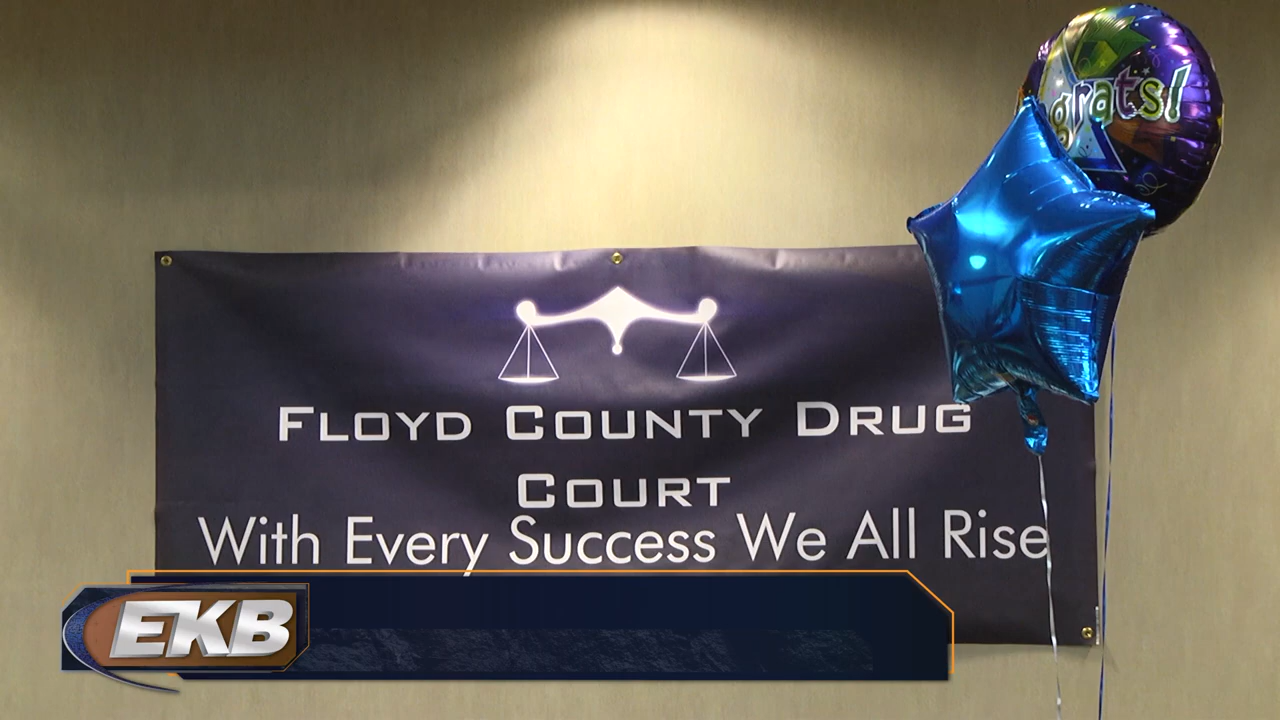 grats!
FLOYD COUNTY DRUG
COURT
With Every Success We All Rise
EKB